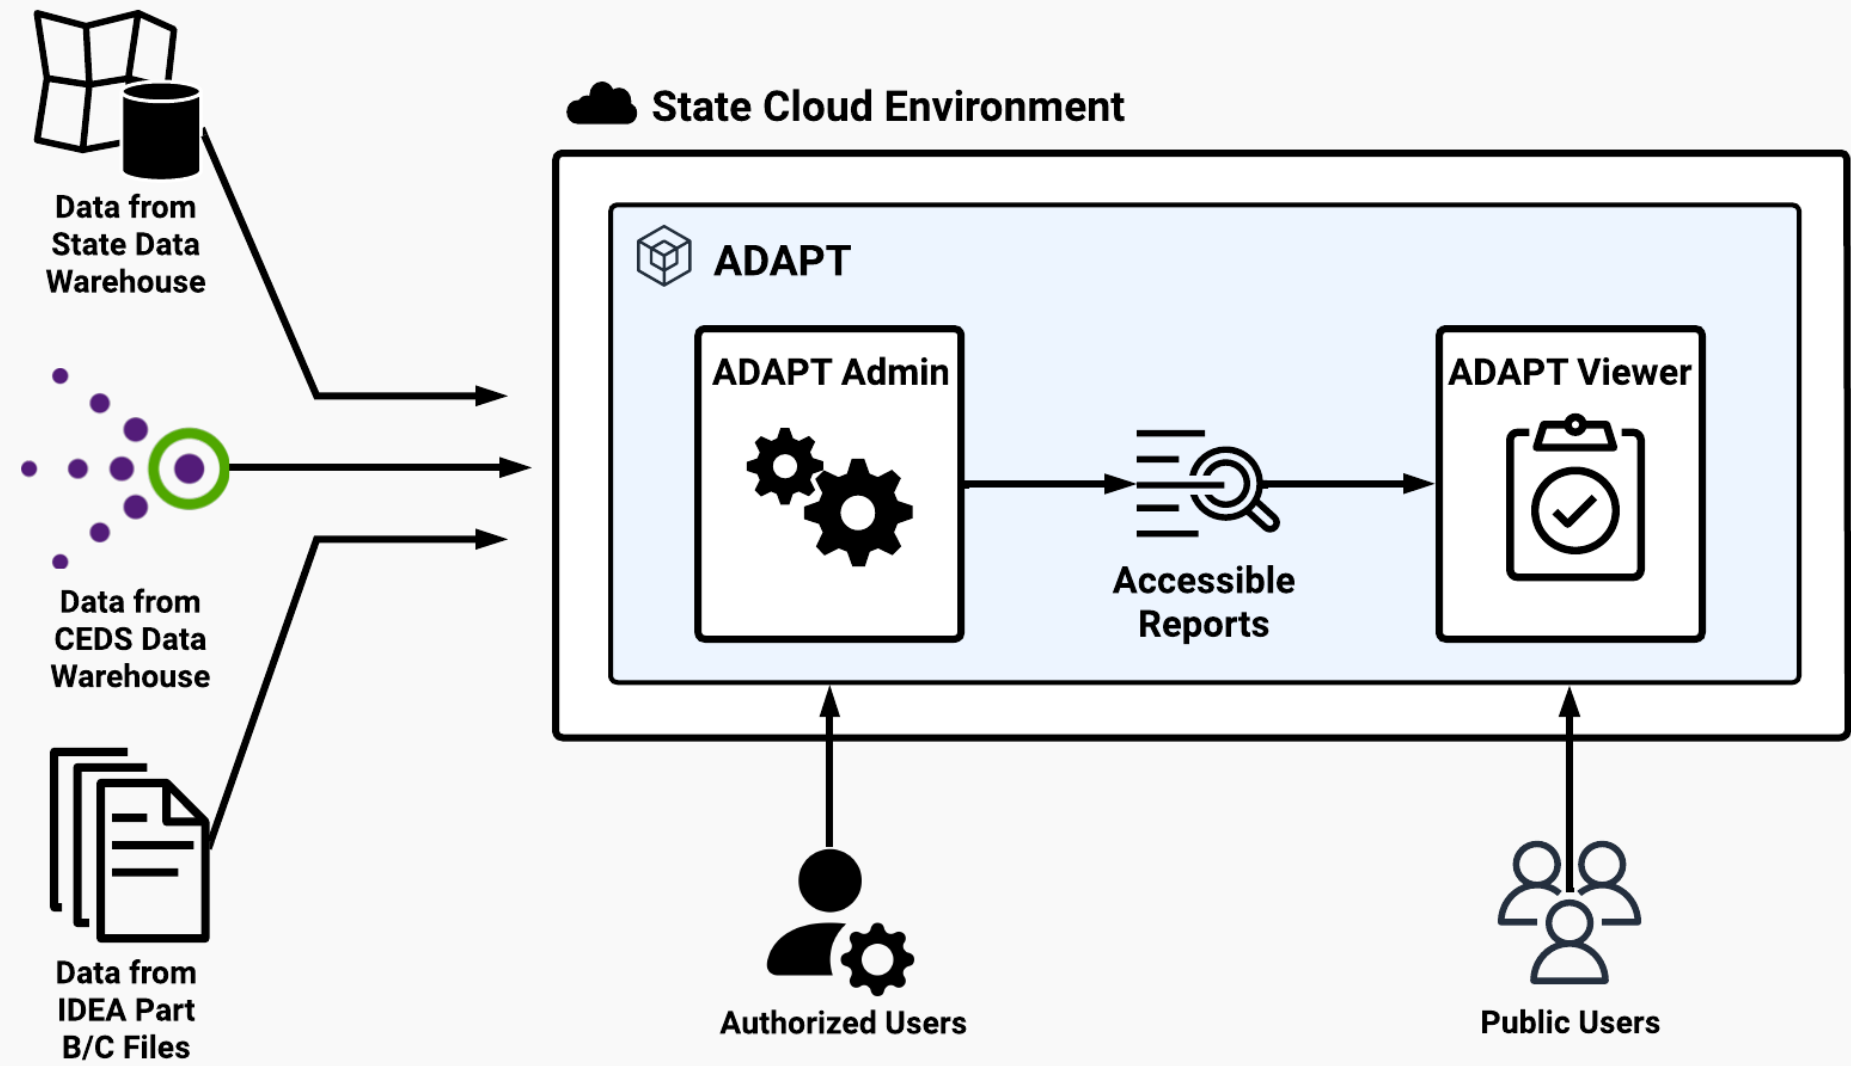 Data from
State Data
Warehouse
Data from
CEDS Data
Warehouse
Data from
IDEA Part
B/C Files
State Cloud Environment
ADAPT
ADAPT Admin
Accessible
Reports
ADAPT Viewer
Authorized Users
Public Users